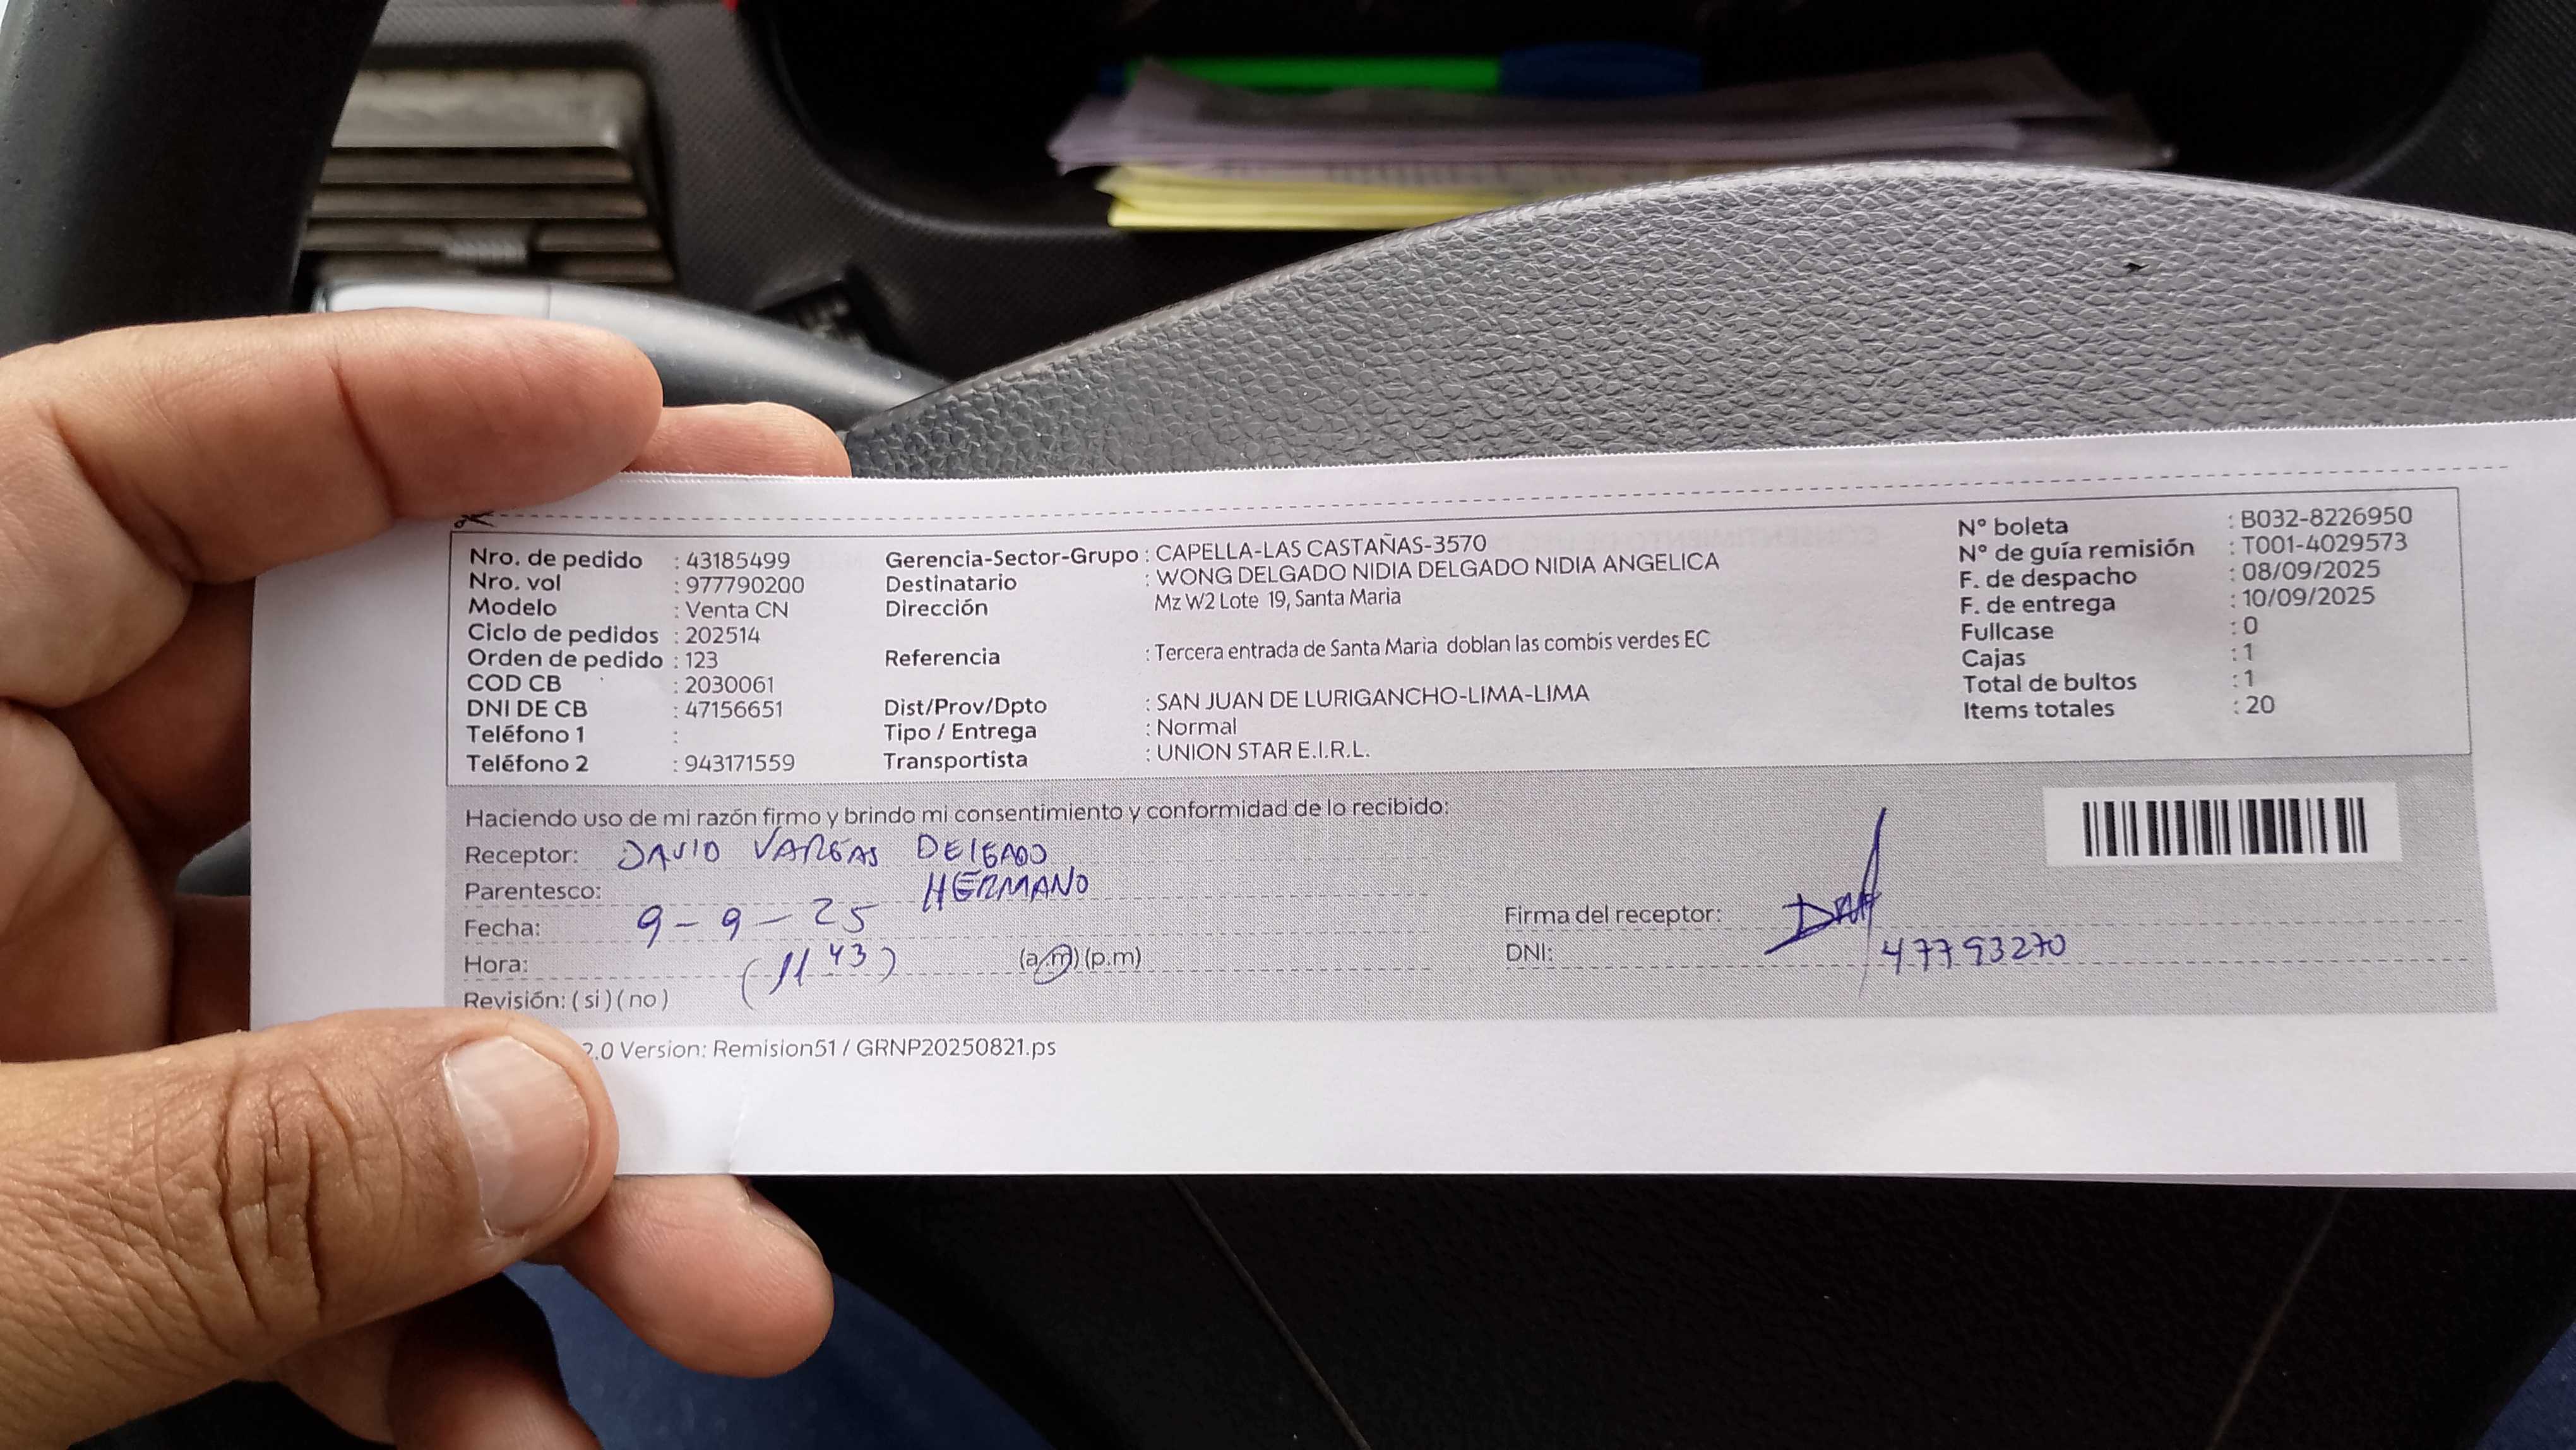 Nro. de pedido : 43185499
Nro. vol : 977790200
Modelo : Venta CN
Ciclo de pedidos : 202514
Orden de pedido : 123
COD CB : 2030061
DNI DE CB : 47156651
Teléfono 1 :
Teléfono 2 : 943171559
Gerencia-Sector-Grupo : CAPELLA-LAS CASTAÑAS-3570
Destinatario : WONG DELGADO NIDIA DELGADO NIDIA ANGELICA
Dirección Mz W2 Lote 19, Santa Maria
Referencia : Tercera entrada de Santa Maria doblan las combis verdes EC
Dist/Prov/Dpto : SAN JUAN DE LURIGANCHO-LIMA-LIMA
Tipo / Entrega : Normal
Transportista : UNION STAR E.I.R.L.
N° boleta : B032-8226950
N° de guía remisión : T001-4029573
F. de despacho : 08/09/2025
F. de entrega : 10/09/2025
Fullcase : 0
Cajas : 1
Total de bultos : 1
Items totales : 20
Haciendo uso de mi razón firmo y brindo mi consentimiento y conformidad de lo recibido:
Receptor: DAVID VARGAS DELGADO
Parentesco: HERMANO
Fecha: 9-9-25
Hora: (11 43) (a.m) (p.m)
Revisión: ( si ) ( no )
Firma del receptor:
DNI: 47793270
2.0 Version: Remision51 / GRNP20250821.ps